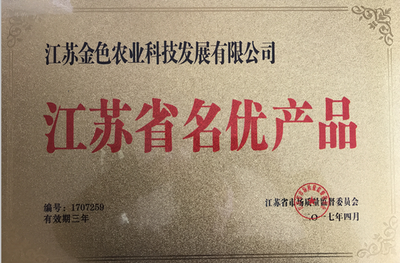 江苏金色农业科技发展有限公司
江苏省名优产品
编号:1707259
有效期三年
江苏省市场质量监督委员会
二〇一七年四月